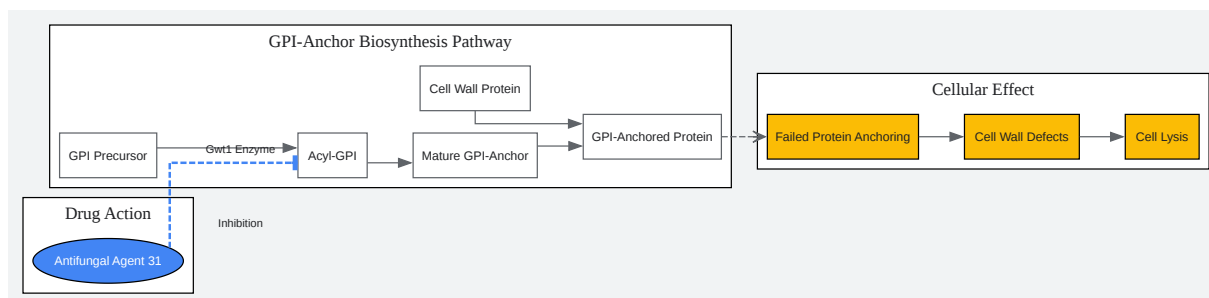 GPI-Anchor Biosynthesis Pathway
Cell Wall Protein
GPI Precursor
Gwt1 Enzyme
Acyl-GPI
Mature GPI-Anchor
GPI-Anchored Protein
Cellular Effect
Failed Protein Anchoring
Cell Wall Defects
Cell Lysis
Drug Action
Inhibition
Antifungal Agent 31